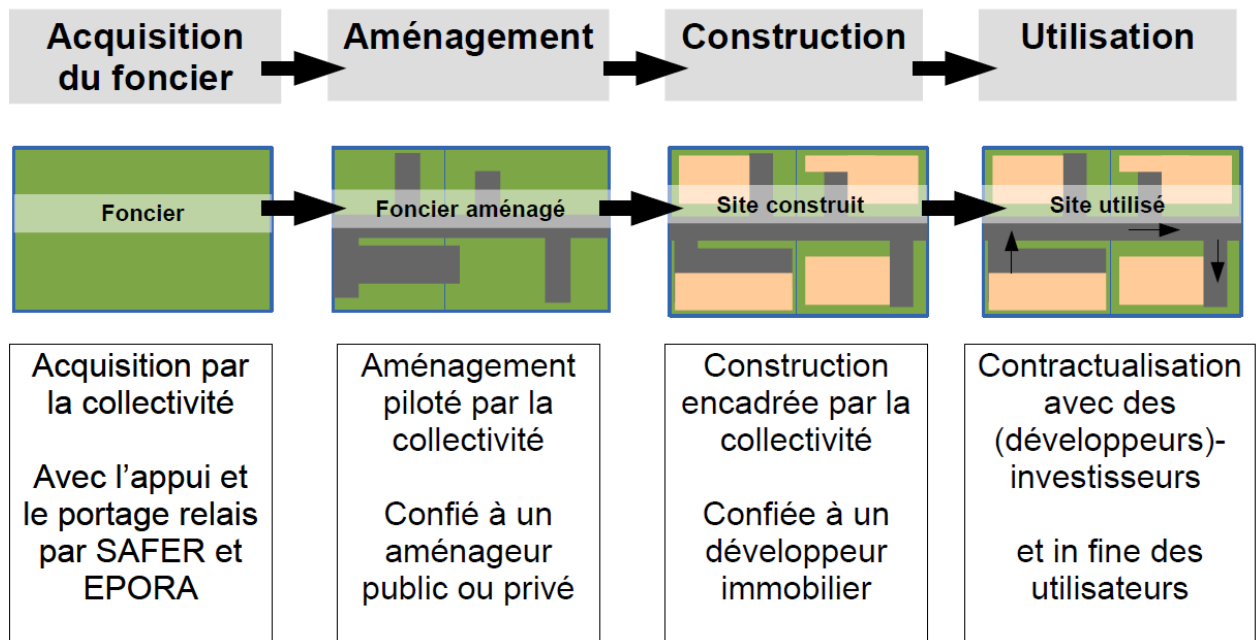 Acquisition
du foncier
Aménagement
Construction
Utilisation
Foncier
Foncier aménagé
Site construit
Site utilisé
Acquisition par
la collectivité
Avec l’appui et
le portage relais
par SAFER et
EPORA
Aménagement
piloté par la
collectivité
Confié à un
aménageur
public ou privé
Construction
encadrée par la
collectivité
Confiée à un
développeur
immobilier
Contractualisation
avec des
(développeurs)-
investisseurs
et in fine des
utilisateurs